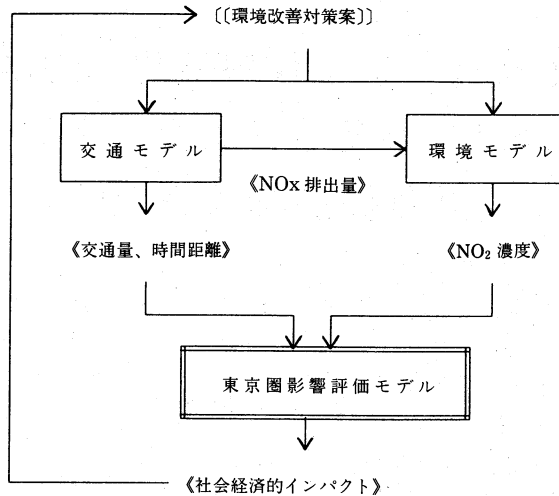 〔〔環境改善対策案〕〕
交通モデル
環境モデル
《NOx 排出量》
《交通量、時間距離》
《NO₂ 濃度》
東京圏影響評価モデル
《社会経済的インパクト》